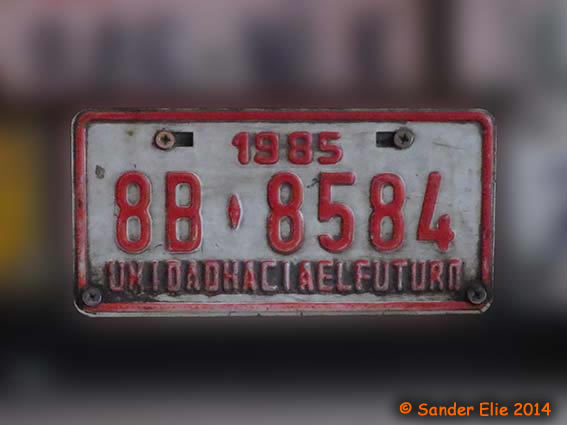 1985
8B 8584
UNIDADHACIAELFUTURO
© Sander Elie 2014